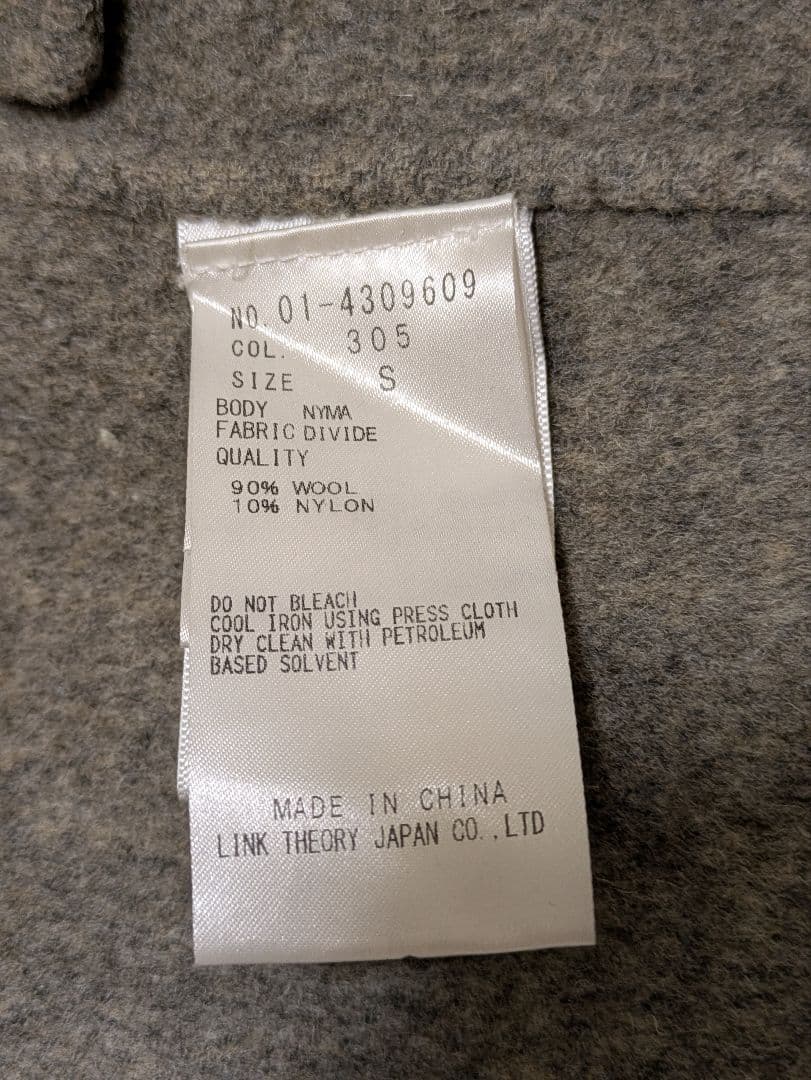 NO. 01-4309609
COL. 305
SIZE S
BODY NYMA
FABRIC DIVIDE
QUALITY
90% WOOL
10% NYLON
DO NOT BLEACH
COOL IRON USING PRESS CLOTH
DRY CLEAN WITH PETROLEUM
BASED SOLVENT
MADE IN CHINA
LINK THEORY JAPAN CO.,LTD